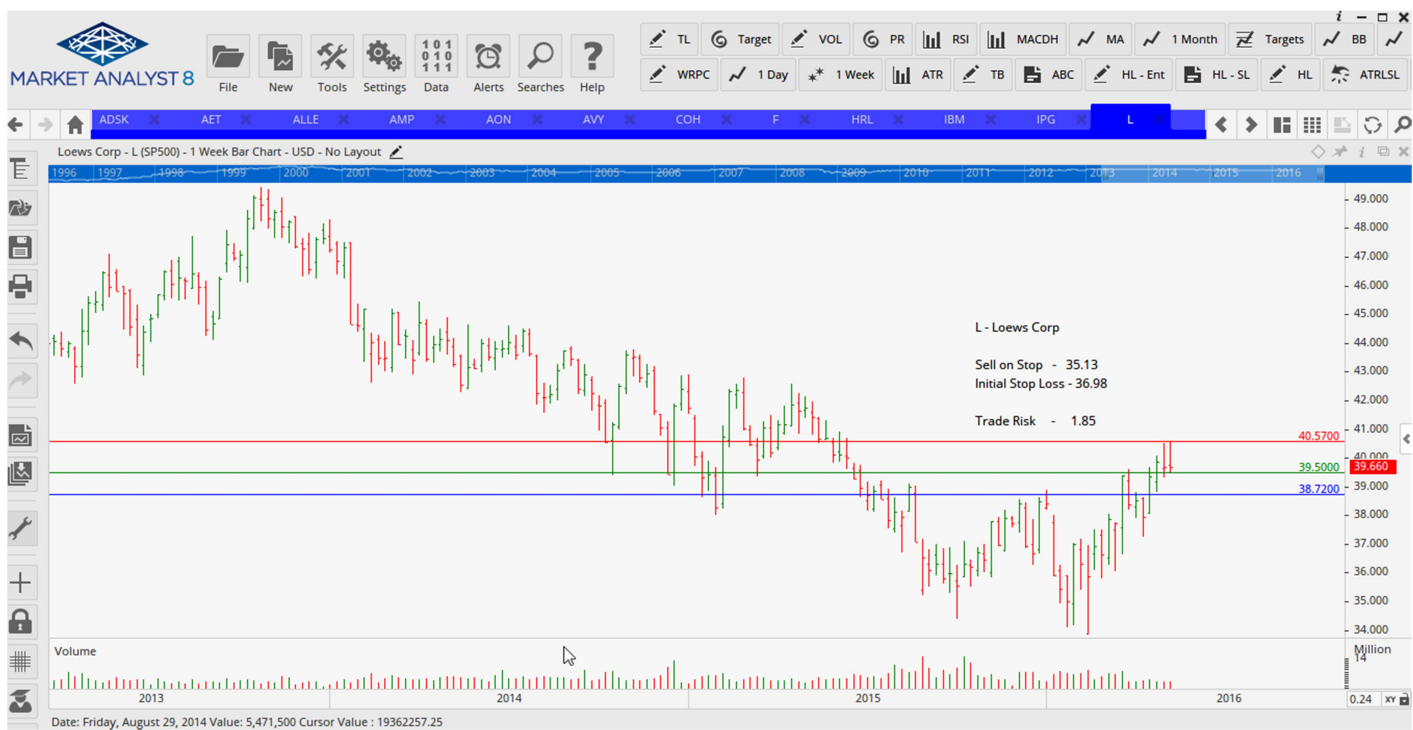 i
TL Target VOL PR RSI MACDH MA 1 Month Targets BB
101
010
111
MARKET ANALYST 8
File New Tools Settings Data Alerts Searches Help
WRPC 1 Day 1 Week ATR TB ABC HL - Ent HL - SL HL ATRLSL
ADSK AET ALLE AMP AON AVY COH F HRL IBM IPG L
Loews Corp - L (SP500) - 1 Week Bar Chart - USD - No Layout
1996 1997 1998 1999 2000 2001 2002 2003 2004 2005 2006 2007 2008 2009 2010 2011 2012 2013 2014 2015 2016
49.000
48.000
47.000
46.000
45.000
L - Loews Corp
44.000
Sell on Stop - 35.13
43.000
Initial Stop Loss - 36.98
42.000
Trade Risk - 1.85
41.000
40.5700
40.000
39.5000 39.660
38.7200 39.000
38.000
37.000
36.000
35.000
34.000
Volume
Million
14
2013 2014 2015 2016
0.24 XY
Date: Friday, August 29, 2014 Value: 5,471,500 Cursor Value : 19362257.25